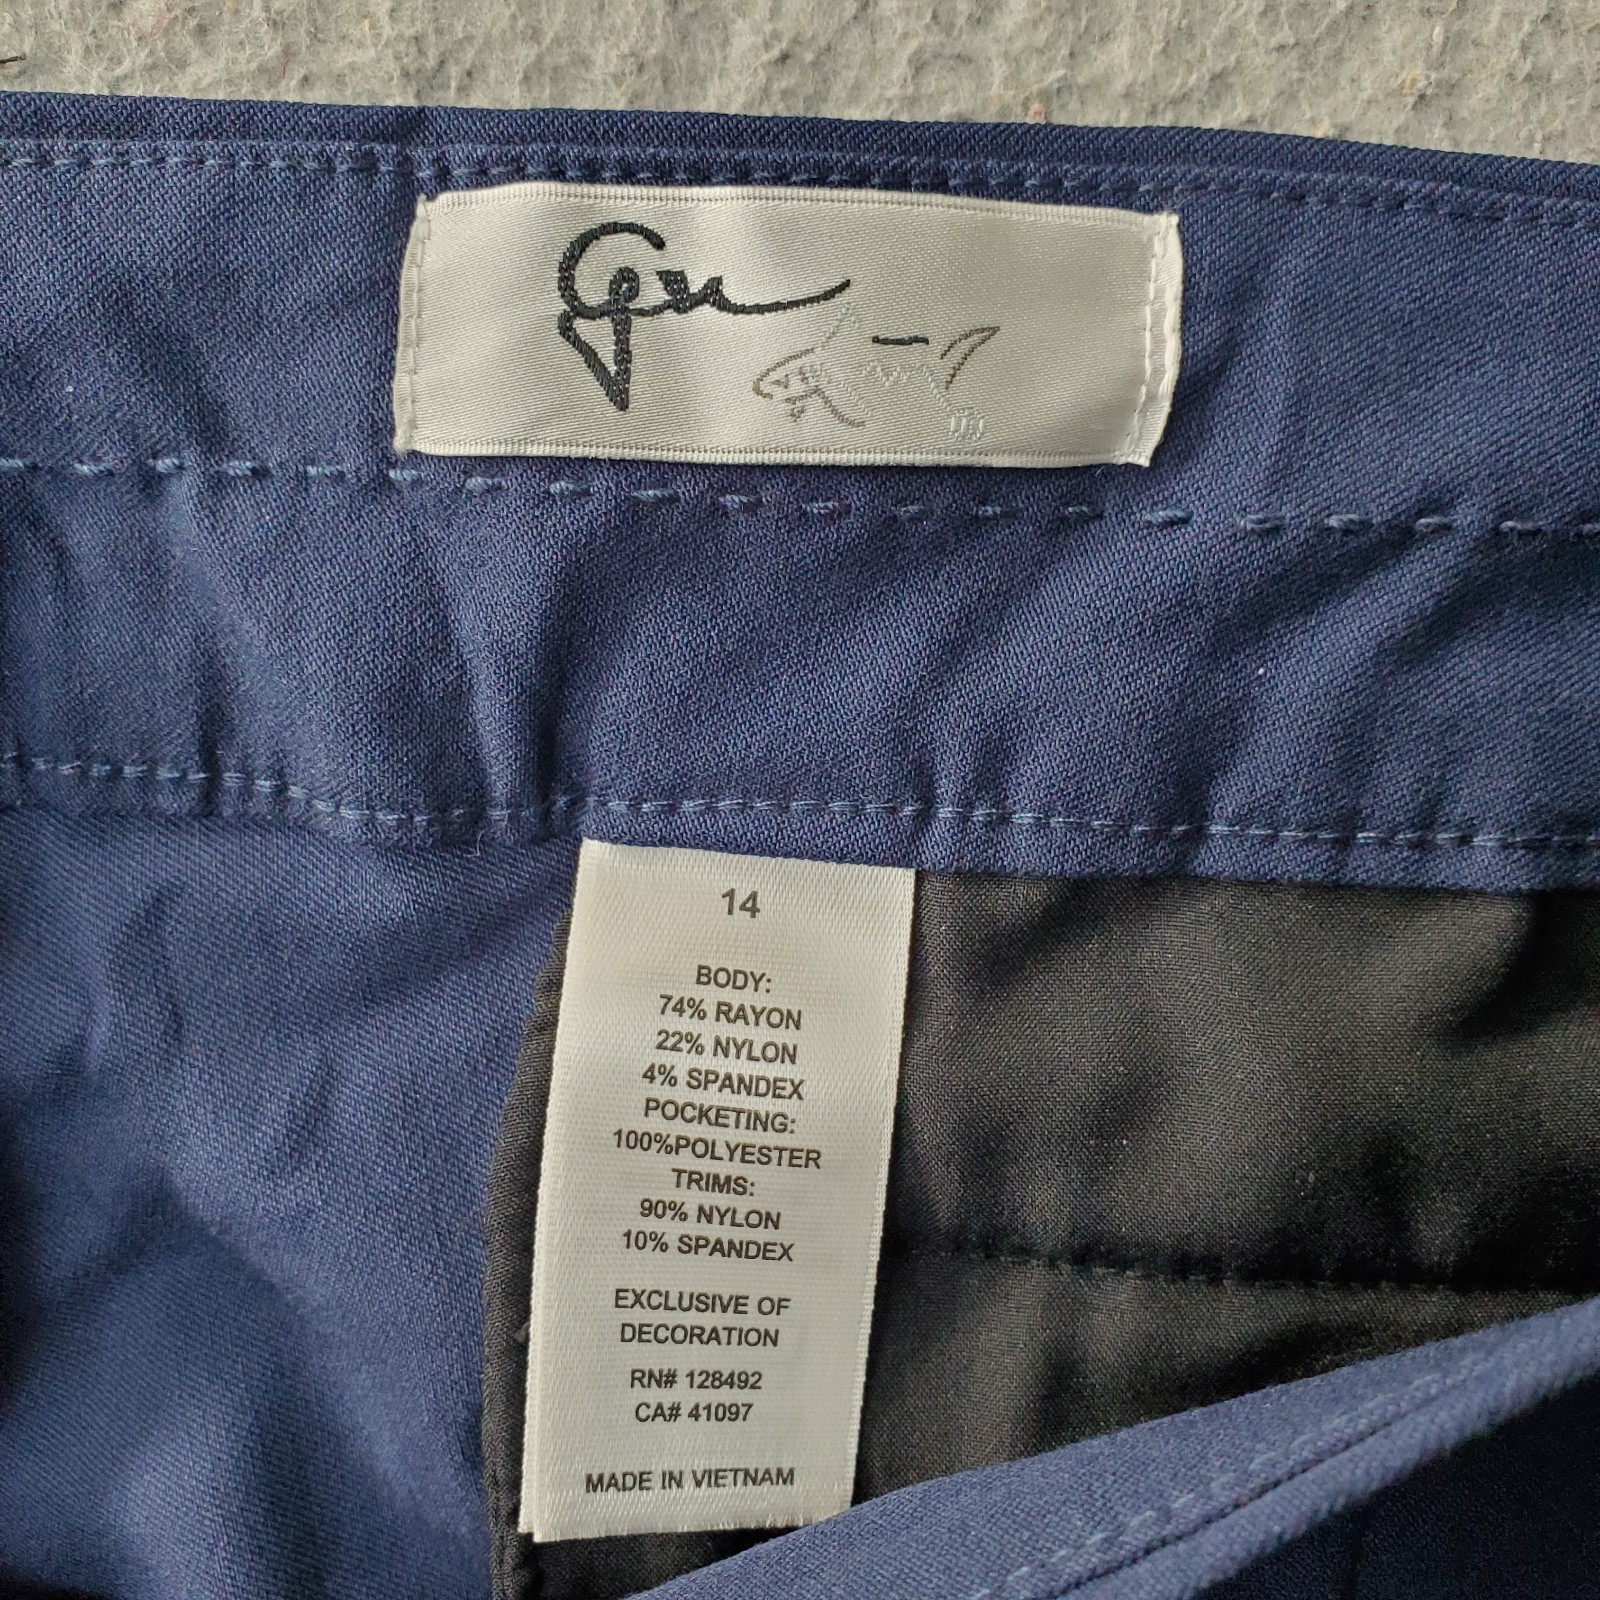 14
BODY:
74% RAYON
22% NYLON
4% SPANDEX
POCKETING:
100%POLYESTER
TRIMS:
90% NYLON
10% SPANDEX
EXCLUSIVE OF
DECORATION
RN# 128492
CA# 41097
MADE IN VIETNAM